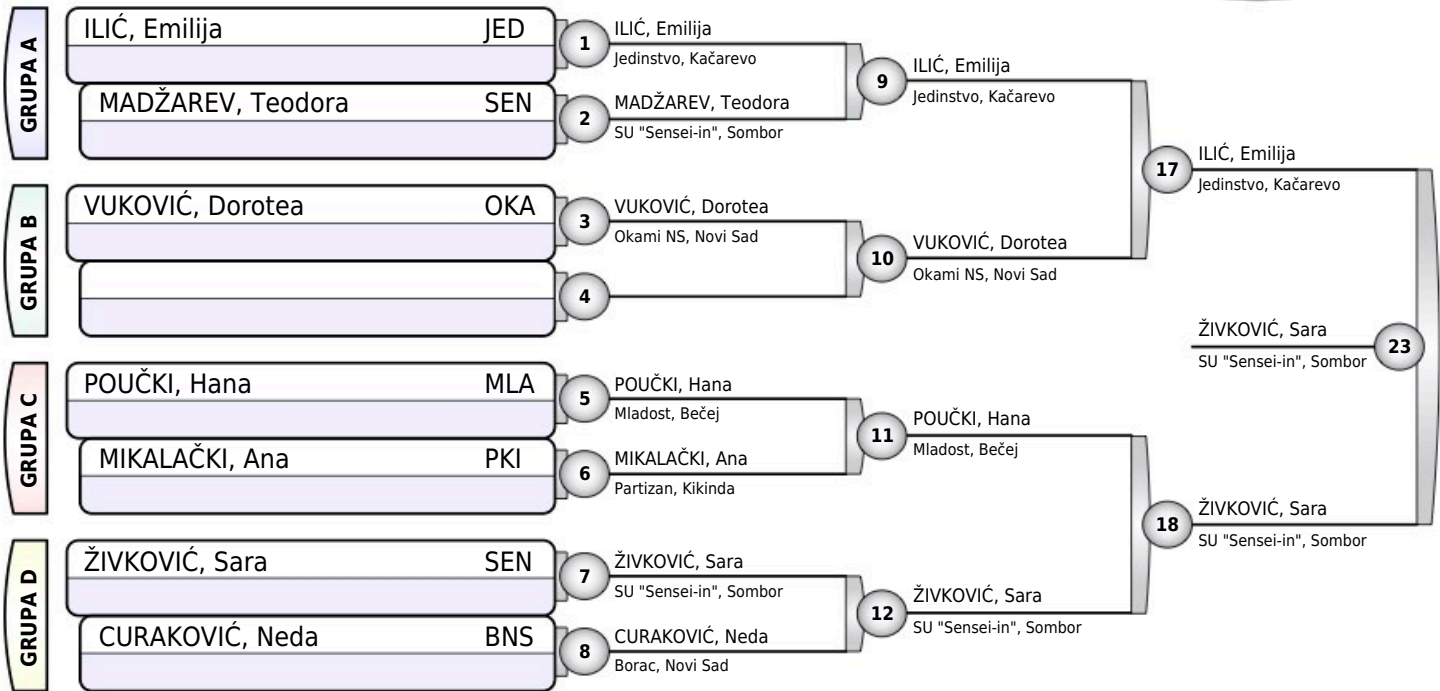 GRUPA A
ILIĆ, Emilija JED
MADŽAREV, Teodora SEN
1
ILIĆ, Emilija
Jedinstvo, Kačarevo
2
MADŽAREV, Teodora
SU "Sensei-in", Sombor
9
ILIĆ, Emilija
Jedinstvo, Kačarevo
GRUPA B
VUKOVIĆ, Dorotea OKA
3
VUKOVIĆ, Dorotea
Okami NS, Novi Sad
4
10
VUKOVIĆ, Dorotea
Okami NS, Novi Sad
17
ILIĆ, Emilija
Jedinstvo, Kačarevo
GRUPA C
POUČKI, Hana MLA
MIKALAČKI, Ana PKI
5
POUČKI, Hana
Mladost, Bečej
6
MIKALAČKI, Ana
Partizan, Kikinda
11
POUČKI, Hana
Mladost, Bečej
GRUPA D
ŽIVKOVIĆ, Sara SEN
CURAKOVIĆ, Neda BNS
7
ŽIVKOVIĆ, Sara
SU "Sensei-in", Sombor
8
CURAKOVIĆ, Neda
Borac, Novi Sad
12
ŽIVKOVIĆ, Sara
SU "Sensei-in", Sombor
18
ŽIVKOVIĆ, Sara
SU "Sensei-in", Sombor
ŽIVKOVIĆ, Sara
SU "Sensei-in", Sombor
23